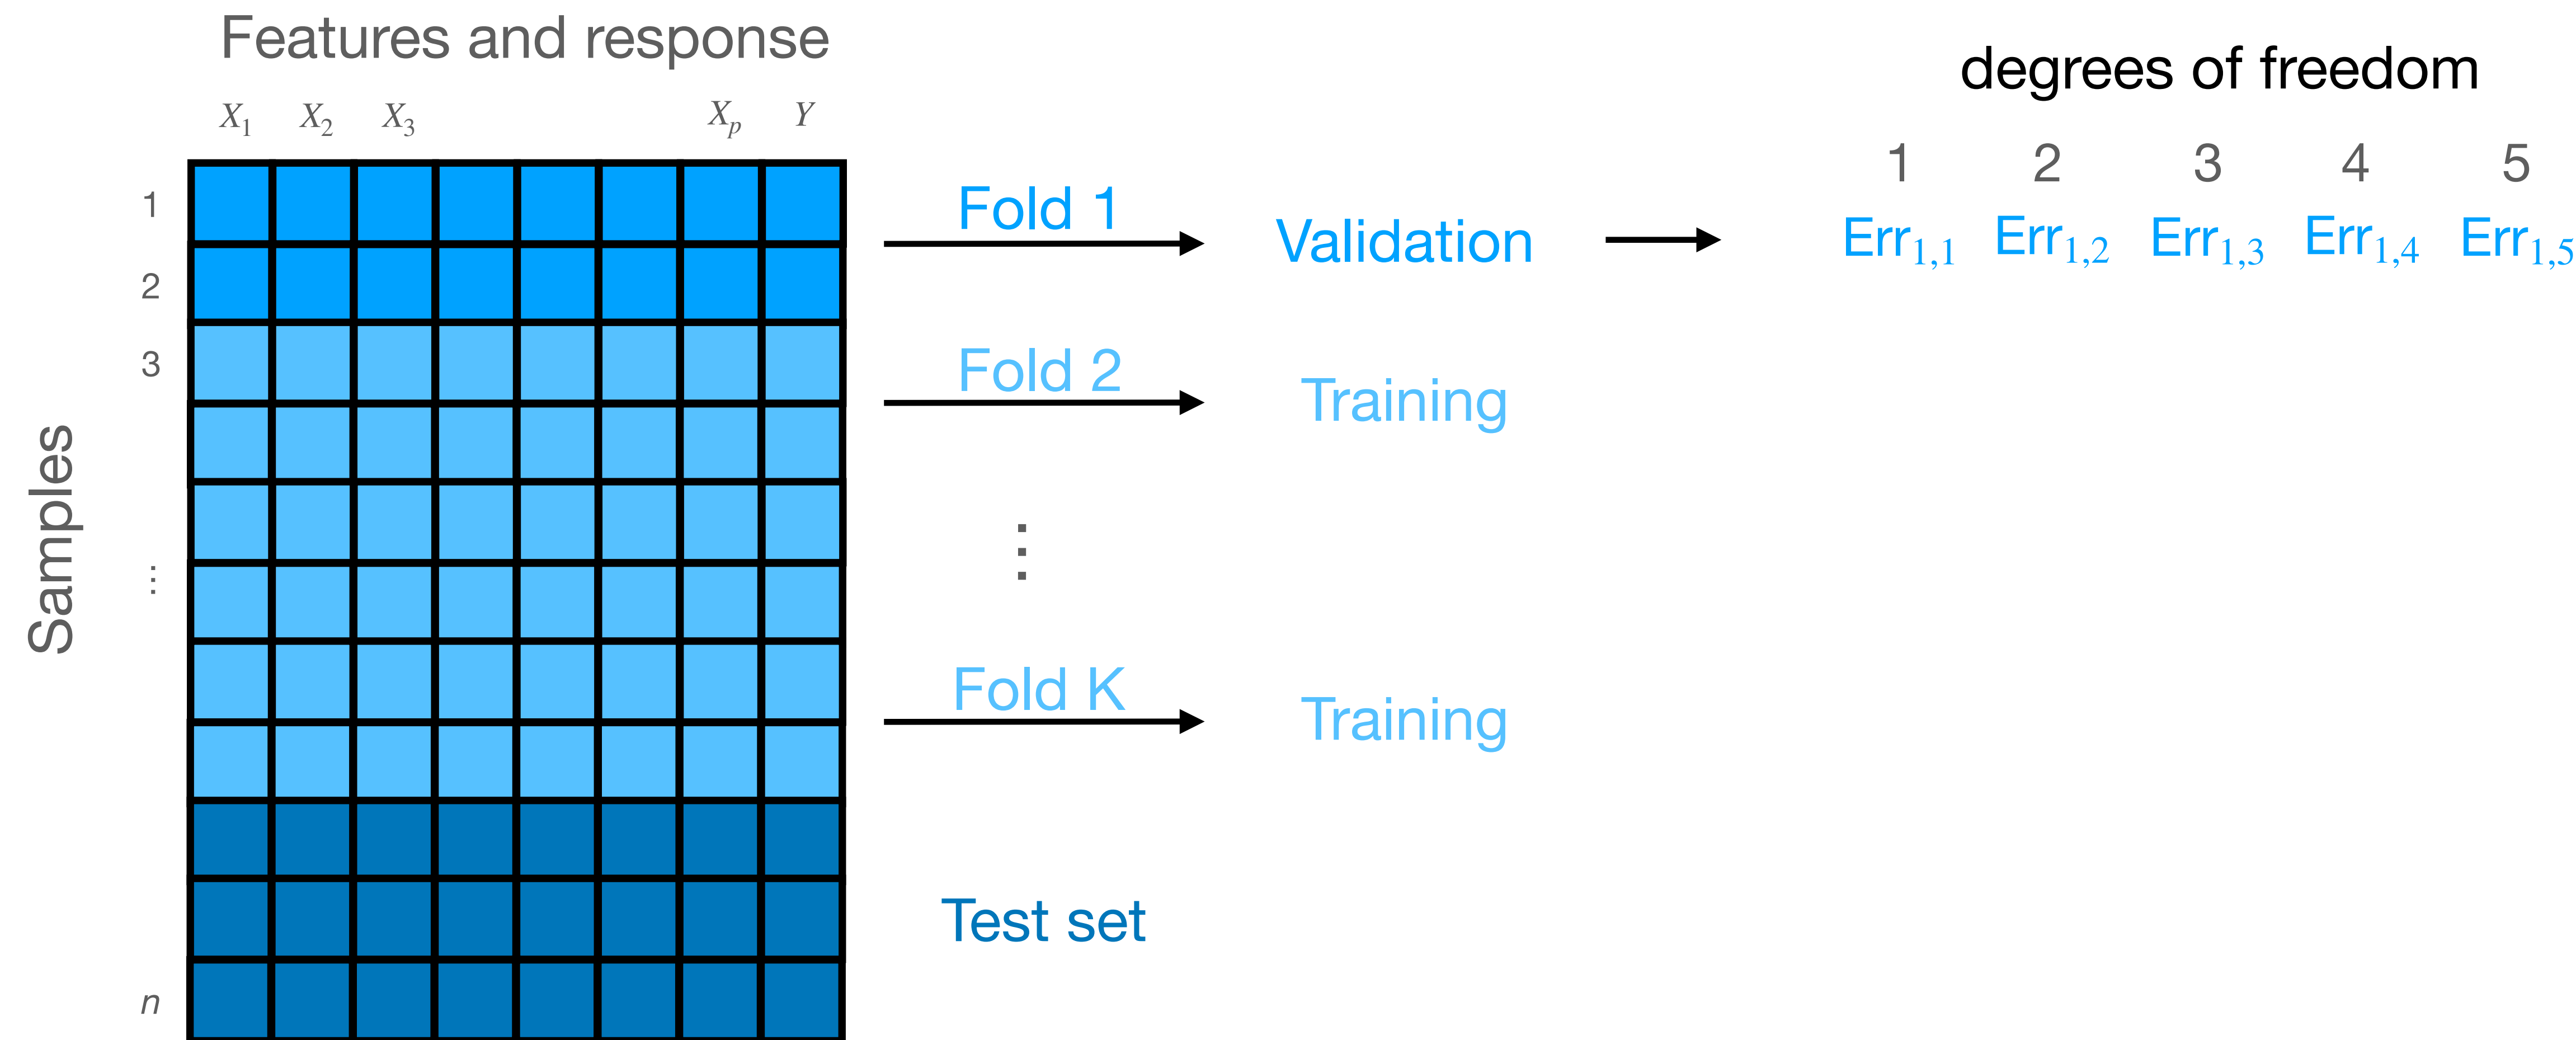 Features and response
degrees of freedom
X₁ X₂ X₃ Xₚ Y
1 2 3 4 5
1
Fold 1
Validation
Err₁,₁ Err₁,₂ Err₁,₃ Err₁,₄ Err₁,₅
2
3
Fold 2
Training
Samples
⋮
⋮
Fold K
Training
Test set
n